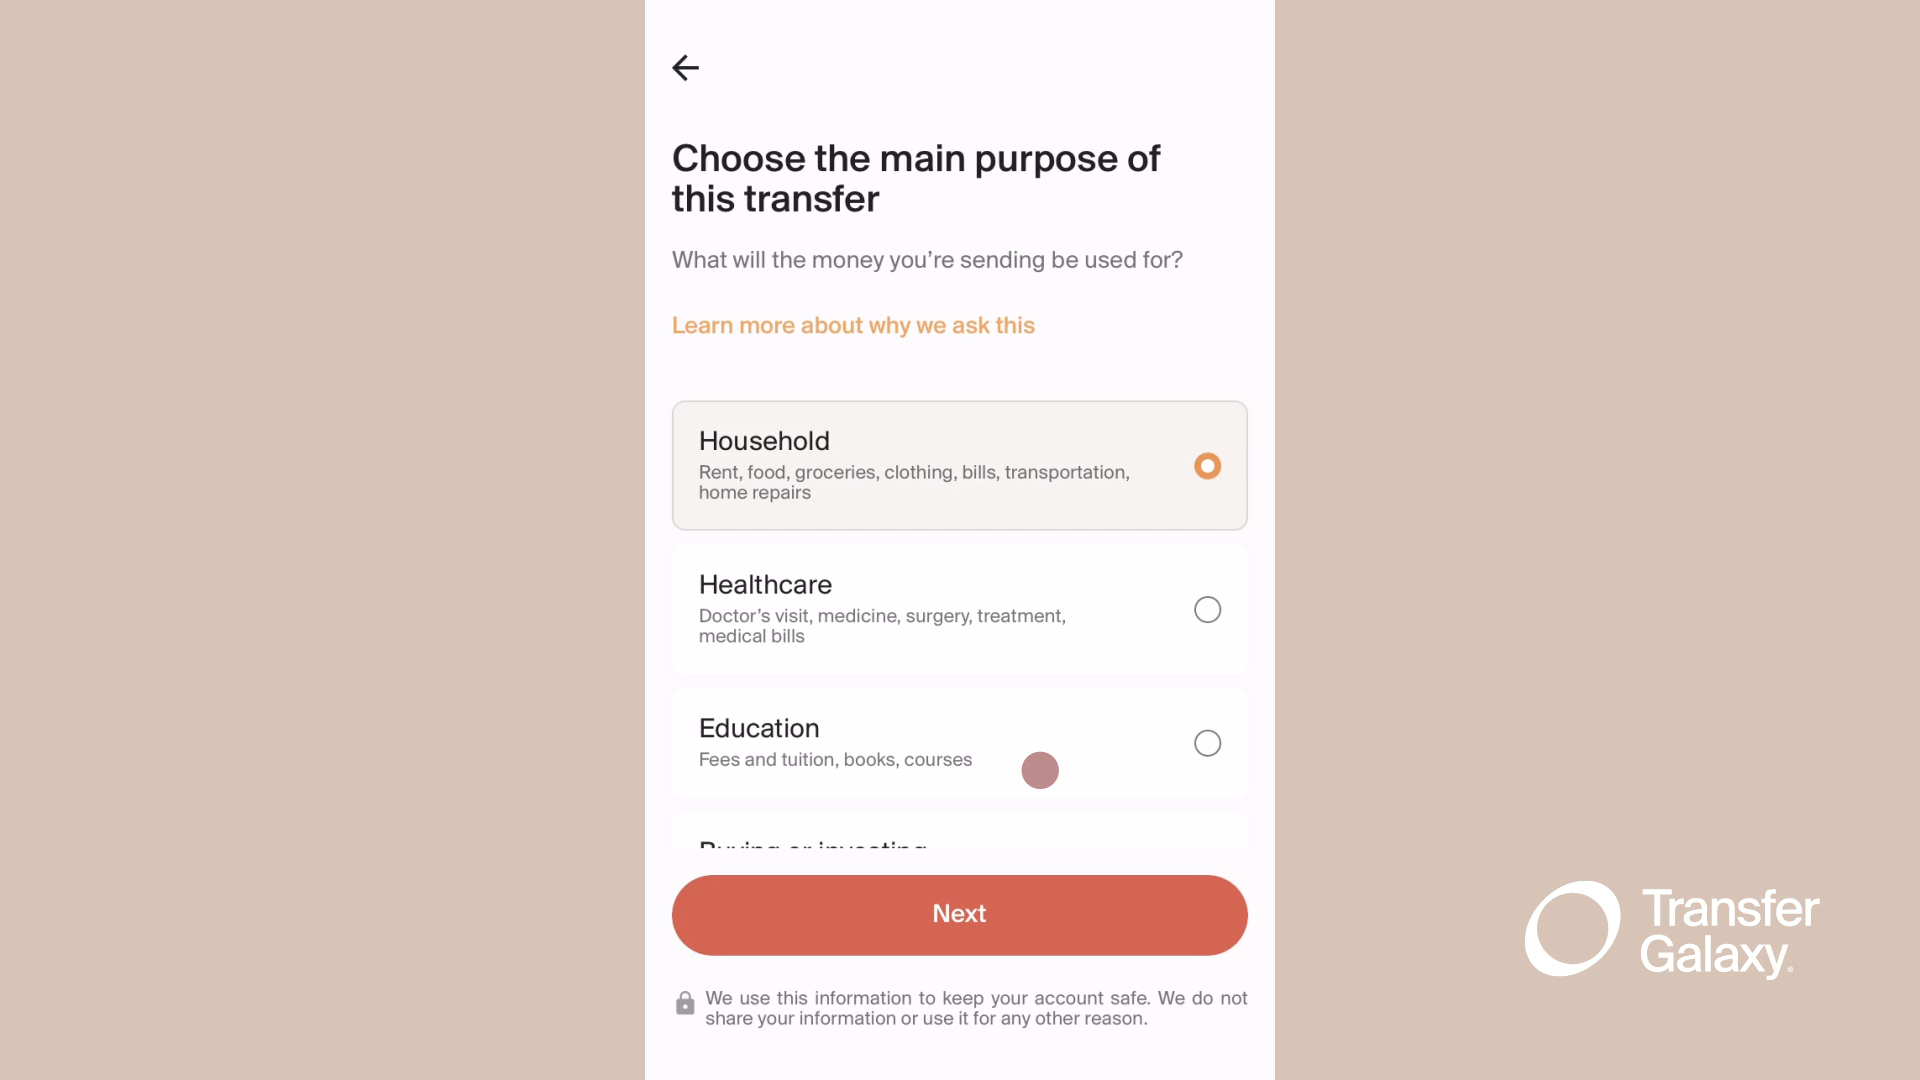 Choose the main purpose of
this transfer
What will the money you’re sending be used for?
Learn more about why we ask this
Household
Rent, food, groceries, clothing, bills, transportation,
home repairs
Healthcare
Doctor’s visit, medicine, surgery, treatment,
medical bills
Education
Fees and tuition, books, courses
Buying or investing
Next
We use this information to keep your account safe. We do not
share your information or use it for any other reason.
Transfer
Galaxy.